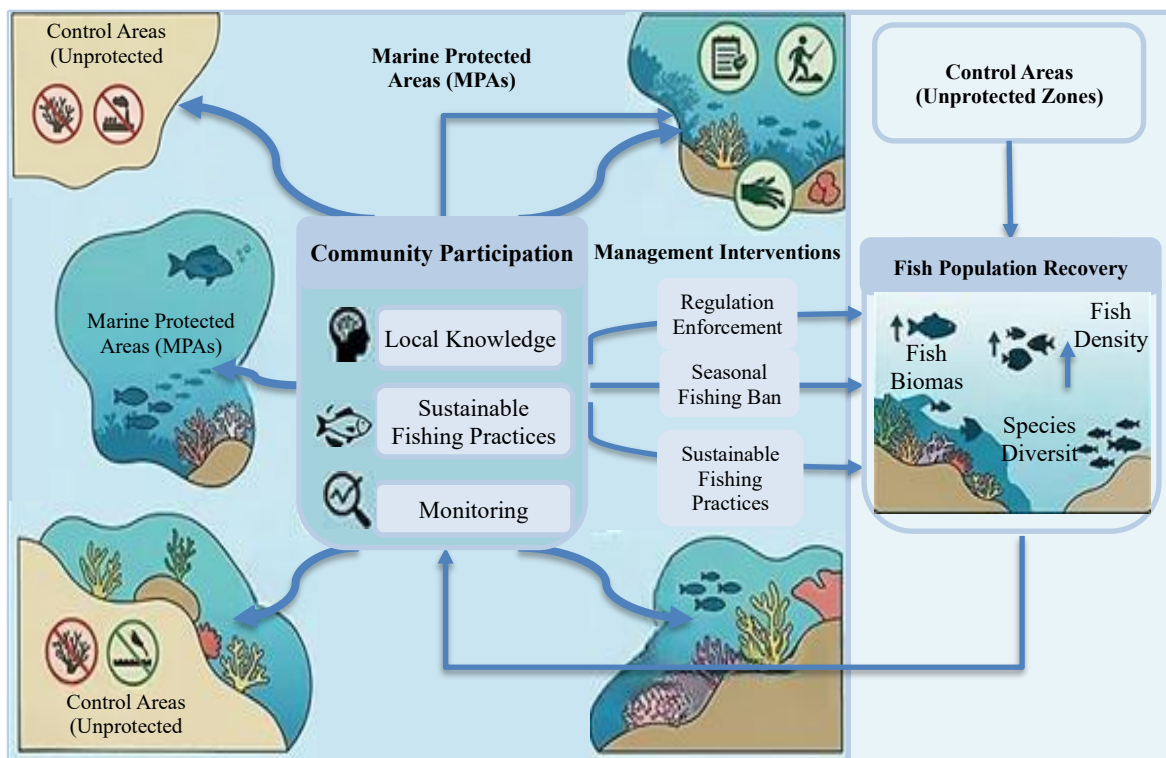 Control Areas
(Unprotected
Marine Protected
Areas (MPAs)
Control Areas
(Unprotected Zones)
Marine Protected
Areas (MPAs)
Community Participation
Local Knowledge
Sustainable
Fishing Practices
Monitoring
Management Interventions
Regulation
Enforcement
Seasonal
Fishing Ban
Sustainable
Fishing
Practices
Fish Population Recovery
Fish
Biomas
Fish
Density
Species
Diversit
Control Areas
(Unprotected